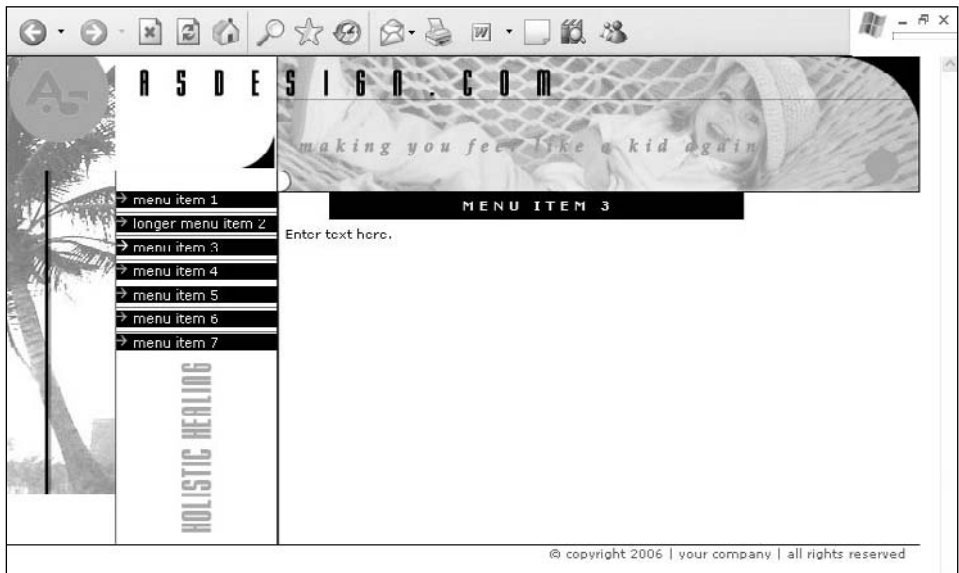 A5
A5DESIGN.COM
making you feel like a kid again
menu item 1
longer menu item 2
menu item 3
menu item 4
menu item 5
menu item 6
menu item 7
HOLISTIC HEALING
MENU ITEM 3
Enter text here.
© copyright 2006 | your company | all rights reserved